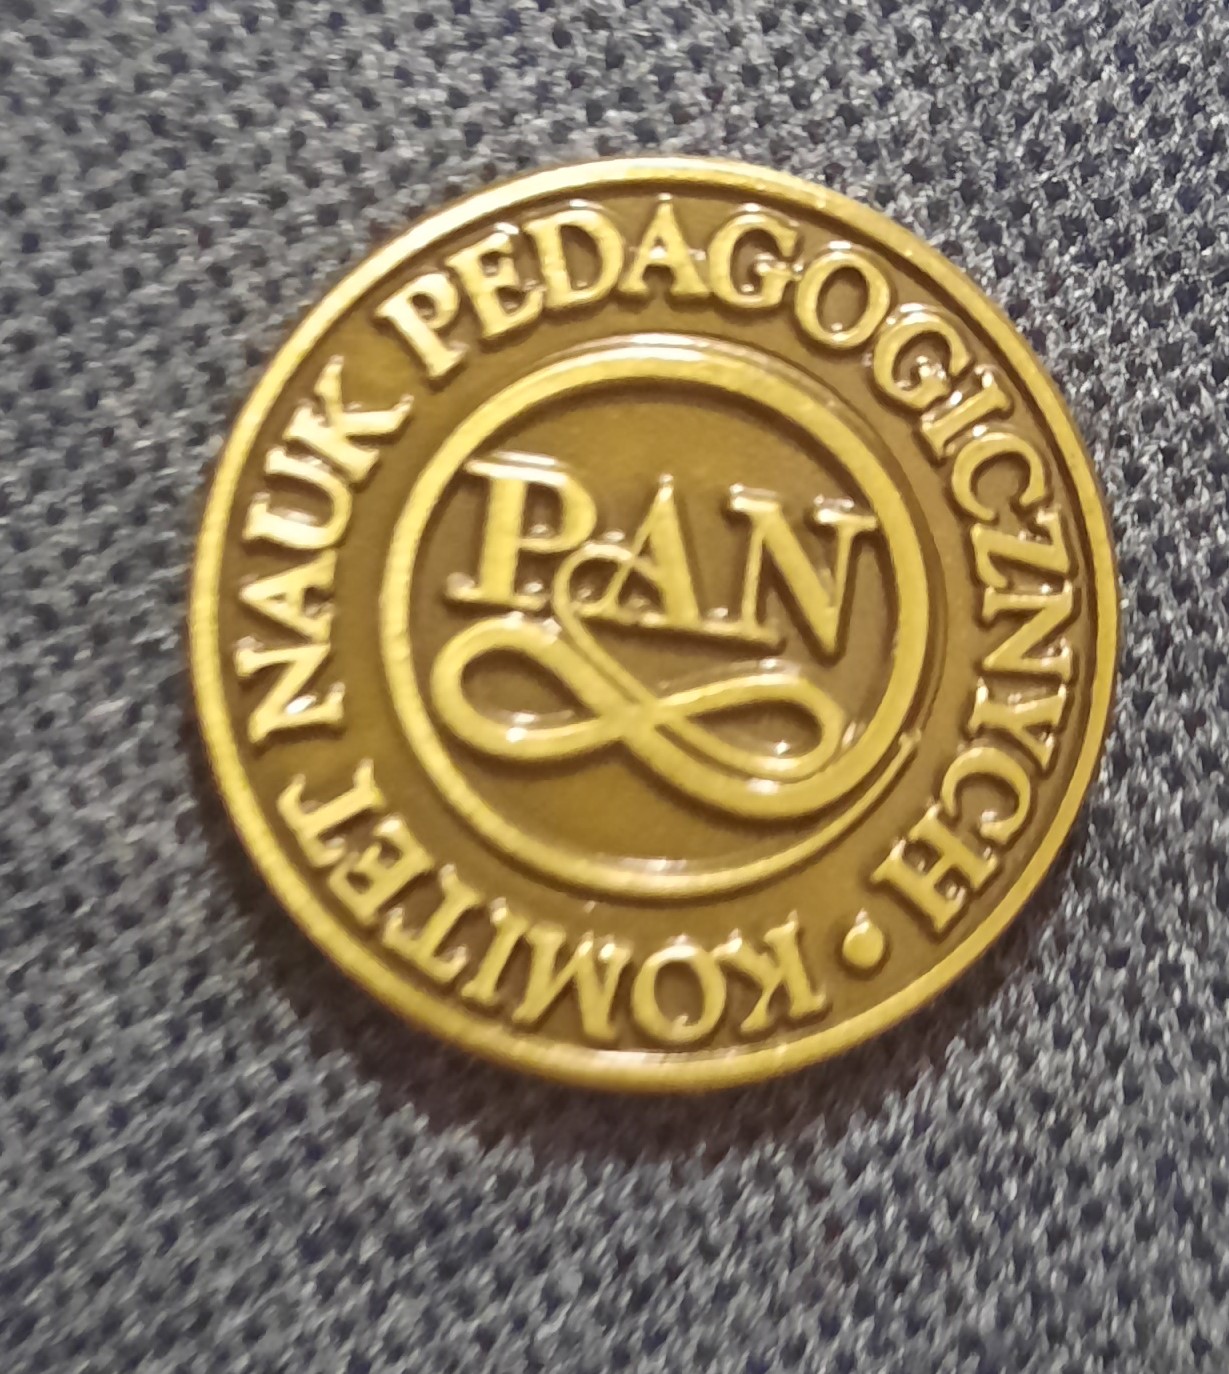 KOMITET NAUK PEDAGOGICZNYCH •
PAN